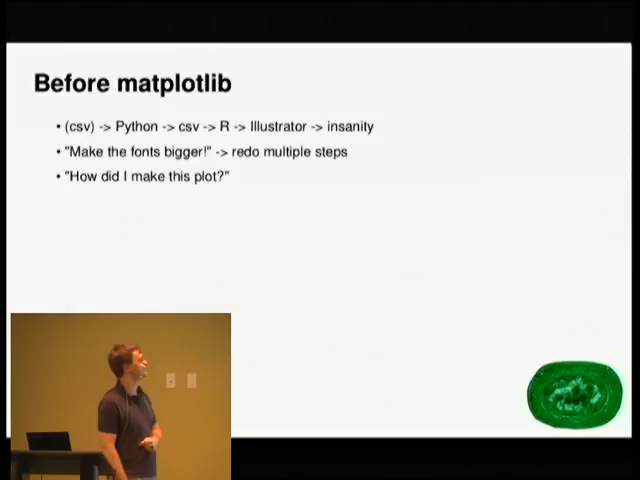 Before matplotlib
• (csv) -> Python -> csv -> R -> Illustrator -> insanity
• "Make the fonts bigger!" -> redo multiple steps
• "How did I make this plot?"